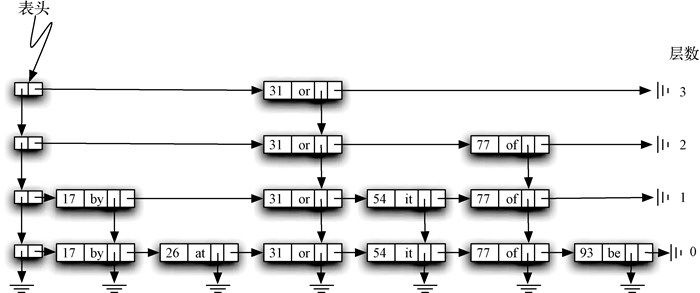 表头
层数
31 or 3
31 or 77 of 2
17 by 31 or 54 it 77 of 1
17 by 26 at 31 or 54 it 77 of 93 be 0